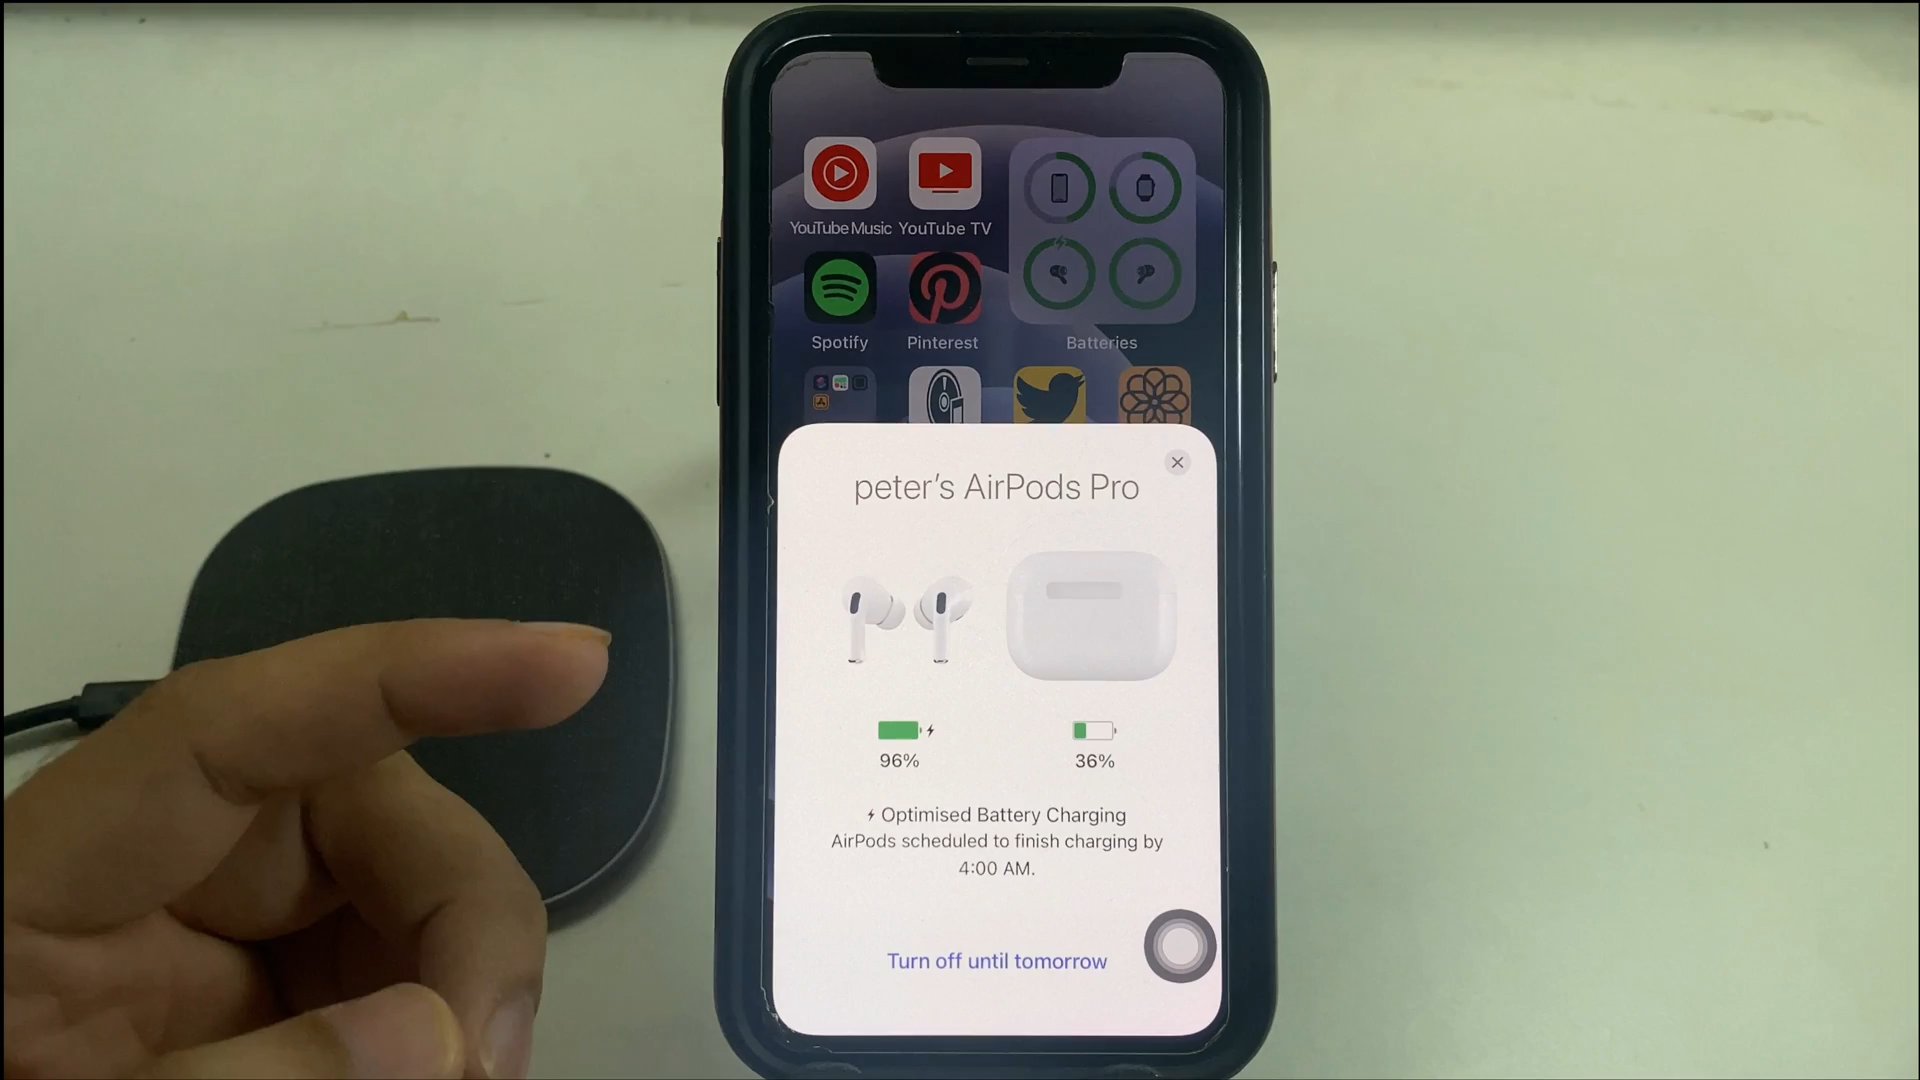 YouTube Music YouTube TV
Spotify Pinterest Batteries
peter's AirPods Pro
96% 36%
Optimised Battery Charging
AirPods scheduled to finish charging by
4:00 AM.
Turn off until tomorrow